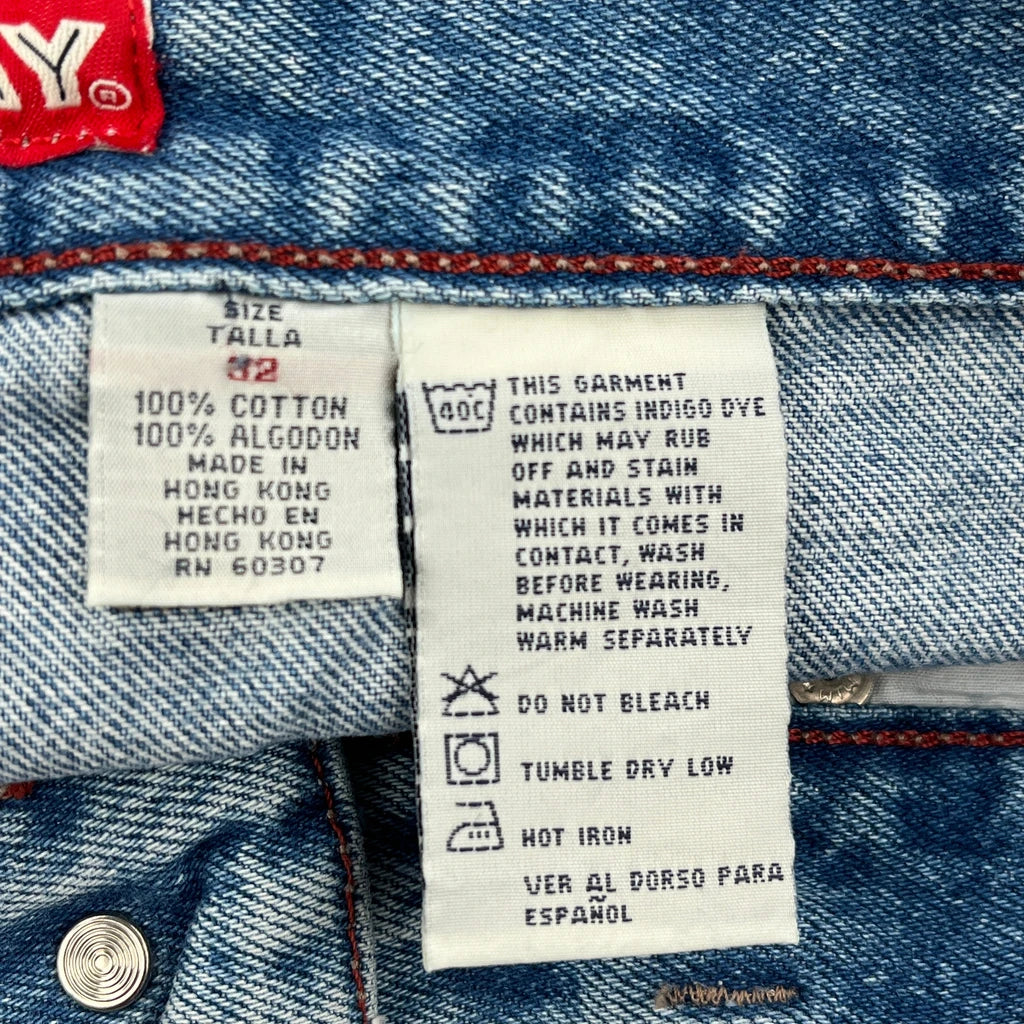 AY®
SIZE
TALLA
32
100% COTTON
100% ALGODON
MADE IN
HONG KONG
HECHO EN
HONG KONG
RN 60307
40C
THIS GARMENT
CONTAINS INDIGO DYE
WHICH MAY RUB
OFF AND STAIN
MATERIALS WITH
WHICH IT COMES IN
CONTACT, WASH
BEFORE WEARING,
MACHINE WASH
WARM SEPARATELY
DO NOT BLEACH
TUMBLE DRY LOW
HOT IRON
VER AL DORSO PARA
ESPAÑOL